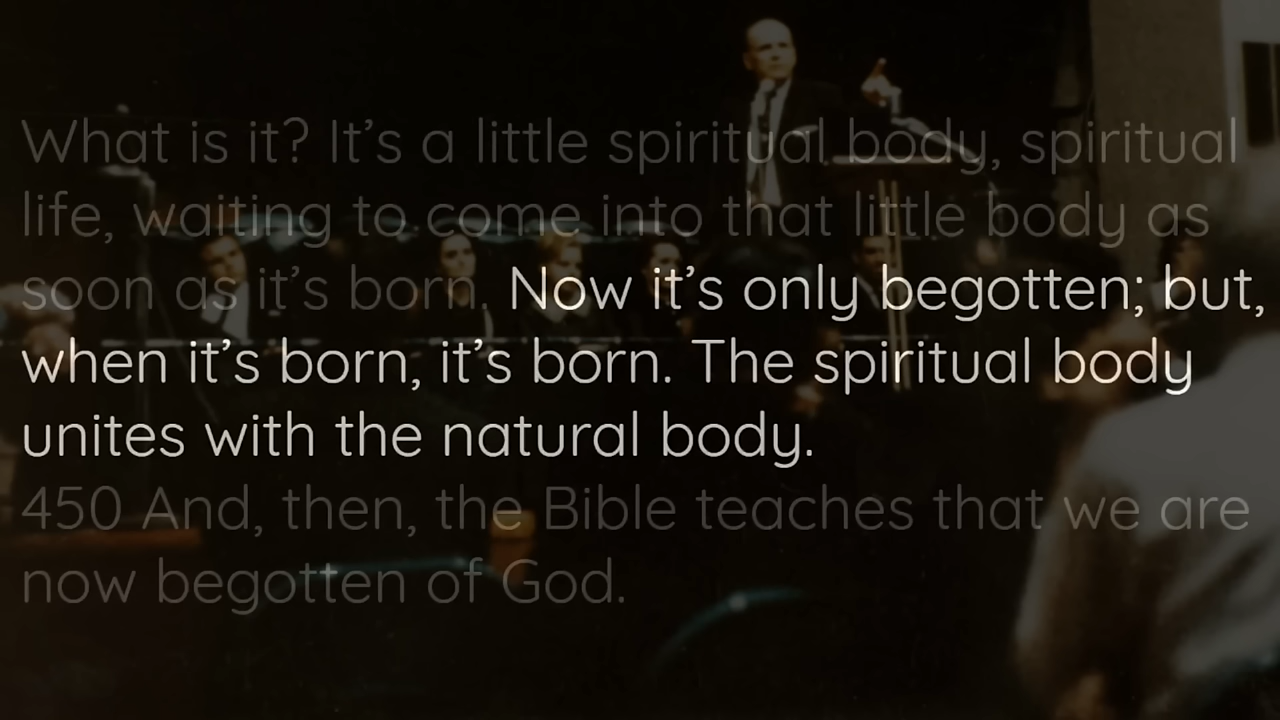 What is it? It’s a little spiritual body, spiritual
life, waiting to come into that little body as
soon as it’s born. Now it’s only begotten; but,
when it’s born, it’s born. The spiritual body
unites with the natural body.
450 And, then, the Bible teaches that we are
now begotten of God.